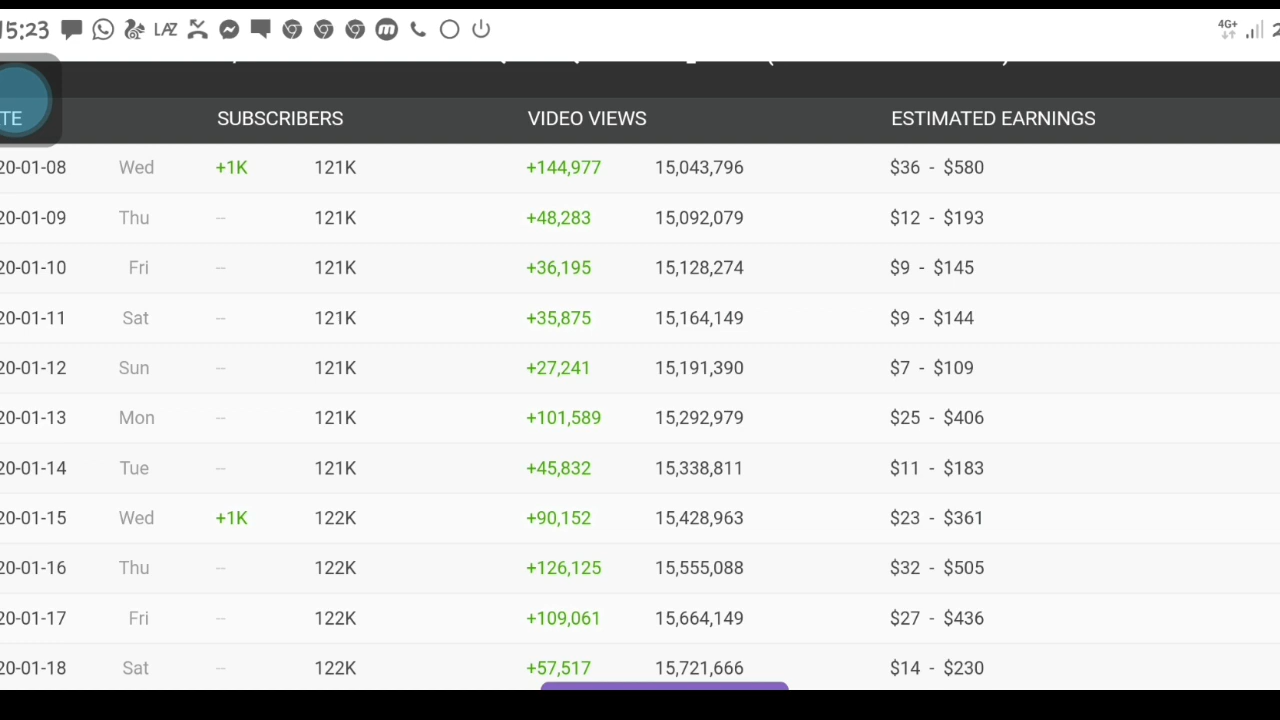 15:23 LAZ m 4G+ 2
TE SUBSCRIBERS VIDEO VIEWS ESTIMATED EARNINGS
20-01-08 Wed +1K 121K +144,977 15,043,796 $36 - $580
20-01-09 Thu -- 121K +48,283 15,092,079 $12 - $193
20-01-10 Fri -- 121K +36,195 15,128,274 $9 - $145
20-01-11 Sat -- 121K +35,875 15,164,149 $9 - $144
20-01-12 Sun -- 121K +27,241 15,191,390 $7 - $109
20-01-13 Mon -- 121K +101,589 15,292,979 $25 - $406
20-01-14 Tue -- 121K +45,832 15,338,811 $11 - $183
20-01-15 Wed +1K 122K +90,152 15,428,963 $23 - $361
20-01-16 Thu -- 122K +126,125 15,555,088 $32 - $505
20-01-17 Fri -- 122K +109,061 15,664,149 $27 - $436
20-01-18 Sat -- 122K +57,517 15,721,666 $14 - $230